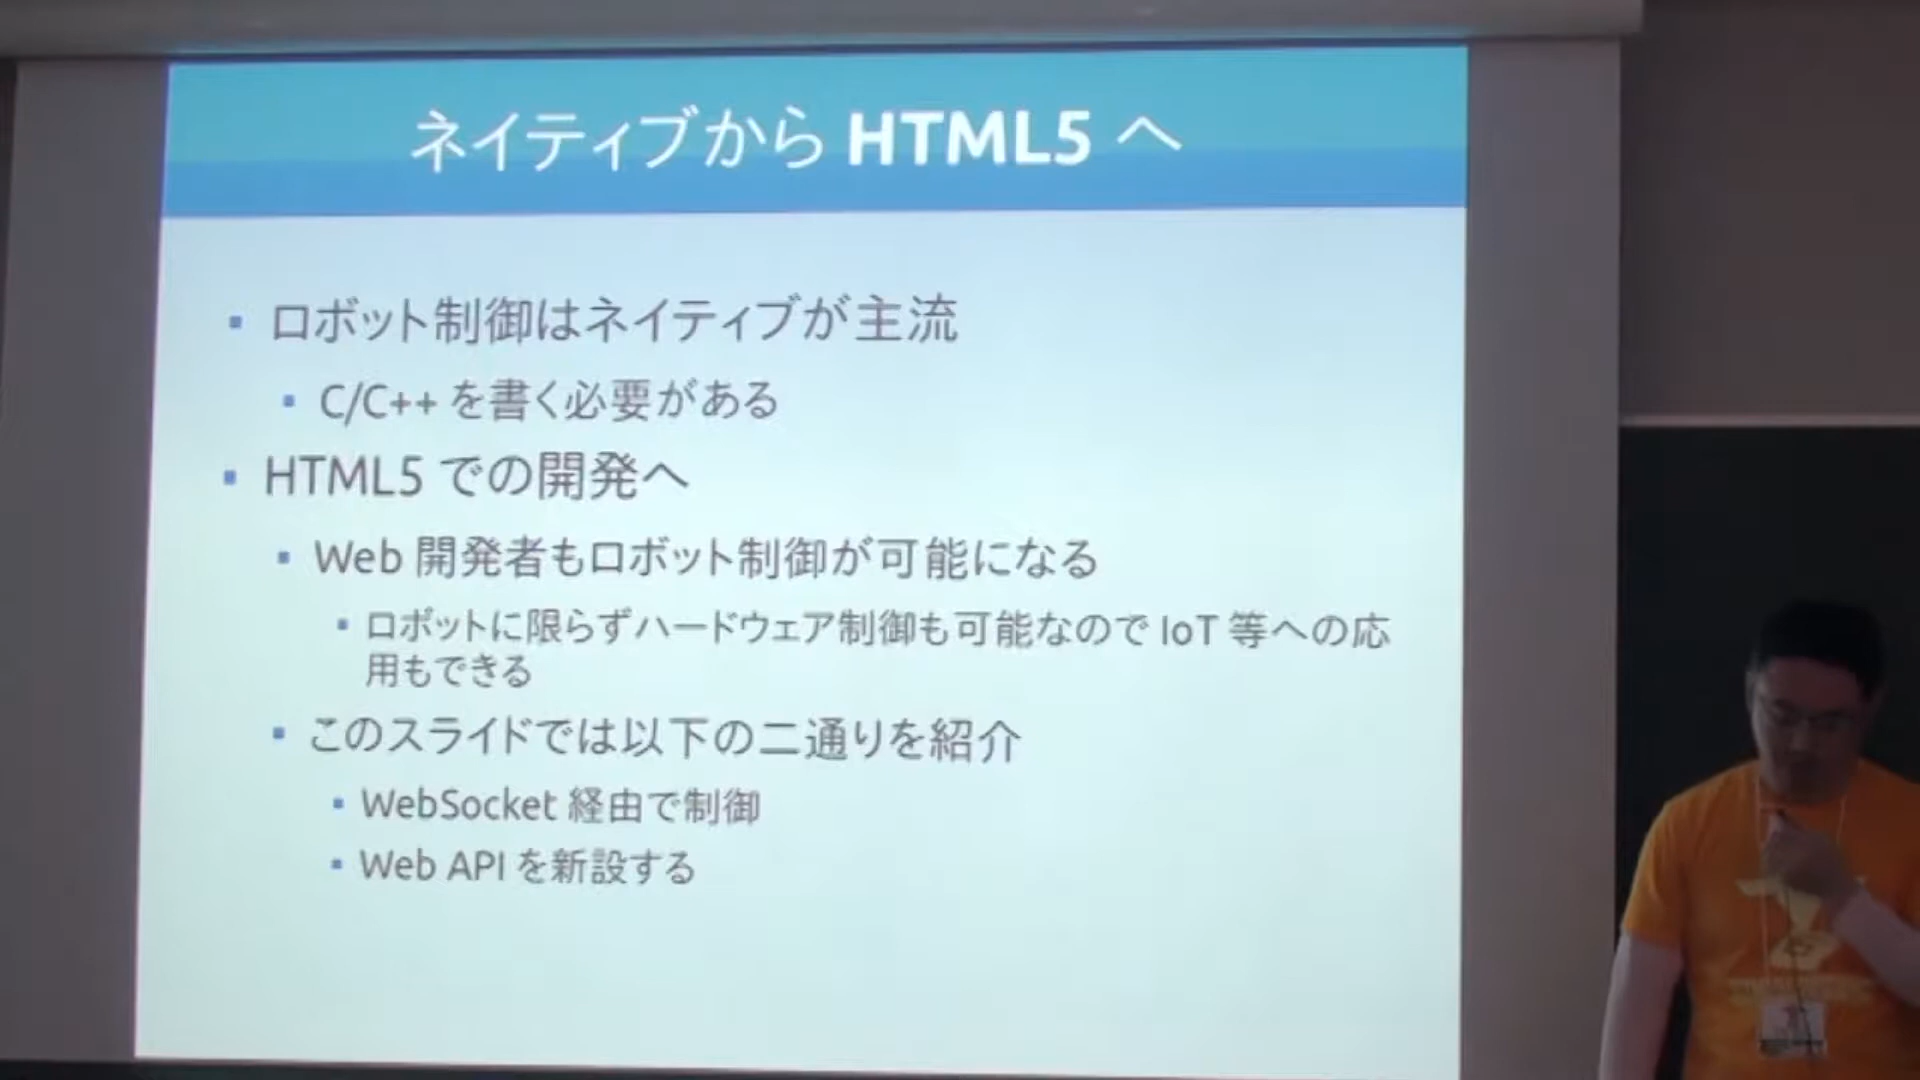 ネイティブから HTML5 へ
ロボット制御はネイティブが主流
C/C++ を書く必要がある
HTML5 での開発へ
Web 開発者もロボット制御が可能になる
ロボットに限らずハードウェア制御も可能なので IoT 等への応
用もできる
このスライドでは以下の二通りを紹介
WebSocket 経由で制御
Web API を新設する